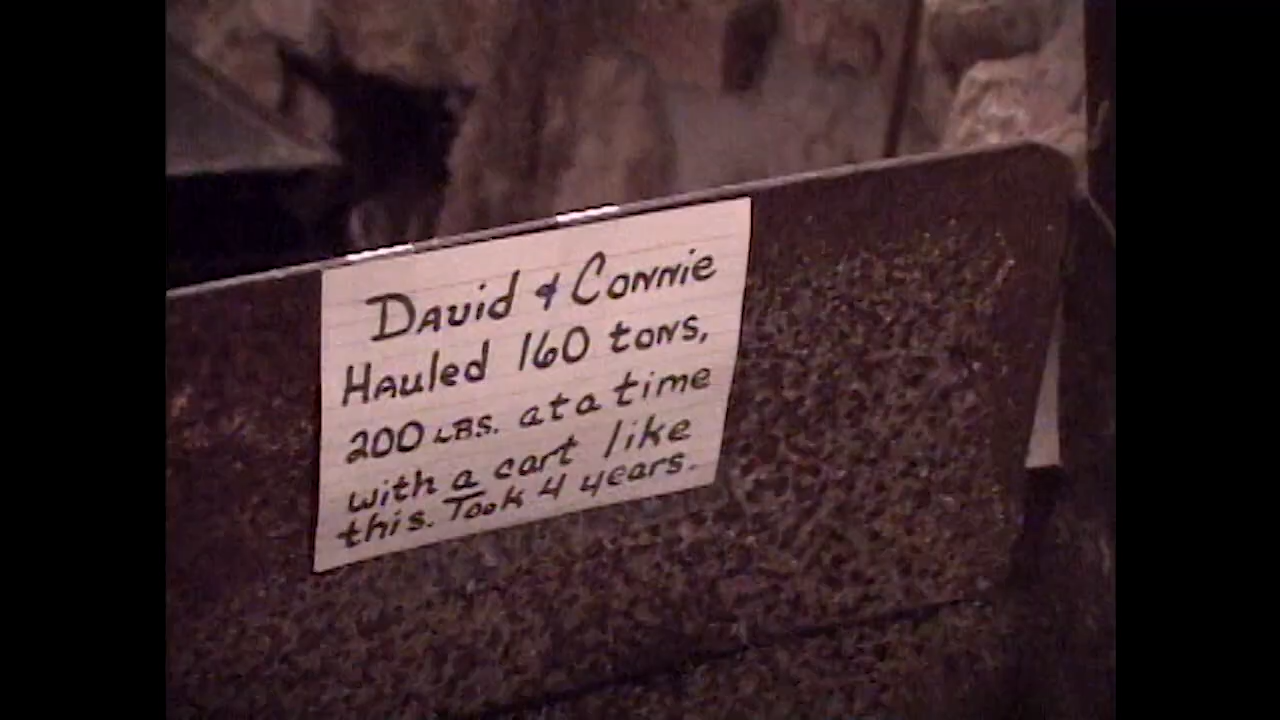 David & Connie
Hauled 160 tons,
200 LBS. at a time
with a cart like
this. Took 4 years.